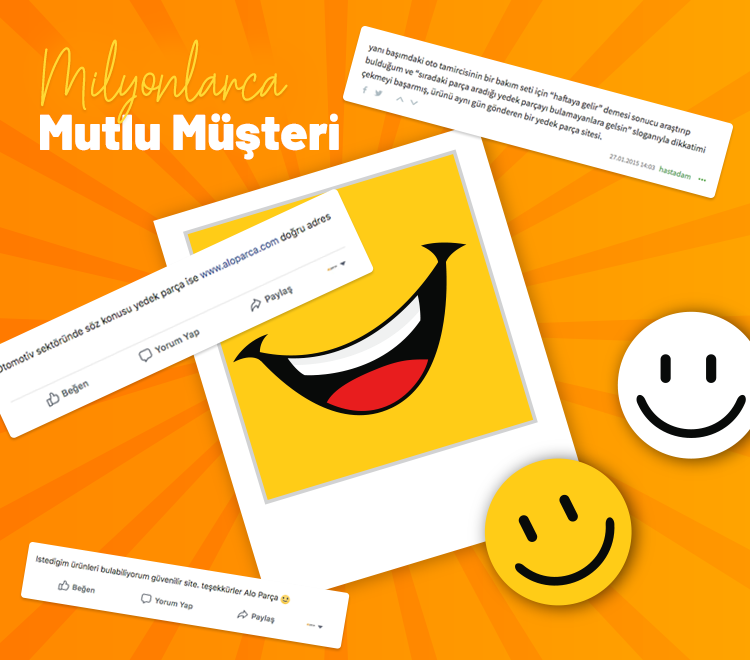 Milyonlarca
Mutlu Müşteri
yanı başımdaki oto tamircisinin bir bakım seti için "haftaya gelir" demesi sonucu araştırıp
bulduğum ve "sıradaki parça aradığı yedek parçayı bulamayanlara gelsin" sloganıyla dikkatimi
çekmeyi başarmış, ürünü aynı gün gönderen bir yedek parça sitesi.
27.01.2015 14:03 hastadam
Otomotiv sektöründe söz konusu yedek parça ise www.aloparca.com doğru adres
Beğen Yorum Yap Paylaş
Istedigim ürünleri bulabiliyorum güvenilir site. teşekkürler Alo Parça
Beğen Yorum Yap Paylaş